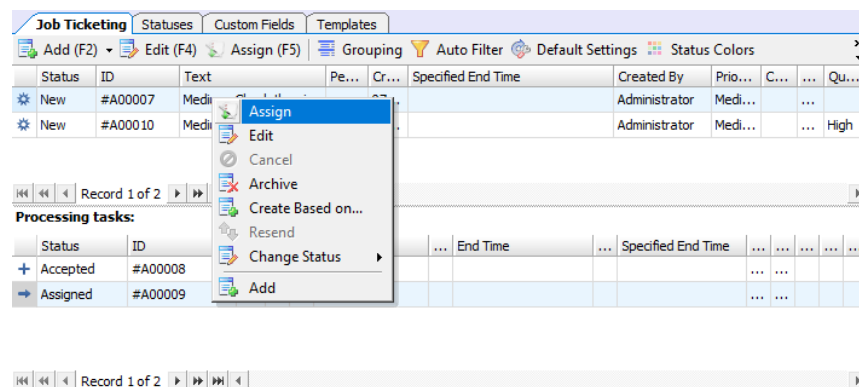 Job Ticketing Statuses Custom Fields Templates
Add (F2) Edit (F4) Assign (F5) Grouping Auto Filter Default Settings Status Colors
Status ID Text Pe... Cr... Specified End Time Created By Prio... C... ... Qu...
New #A00007 Administrator Medi... ...
New #A00010 Administrator Medi... ... High
Assign
Edit
Cancel
Archive
Create Based on...
Resend
Change Status
Add
Record 1 of 2
Processing tasks:
Status ID ... End Time ... Specified End Time ... ... ... ... ...
Accepted #A00008 ... ...
Assigned #A00009 ... ...
Record 1 of 2